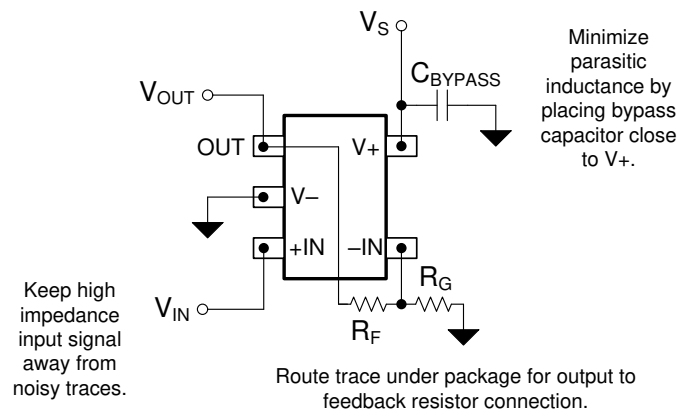 V_S
C_BYPASS
Minimize
parasitic
inductance by
placing bypass
capacitor close
to V+.
V_OUT
OUT
V+
V–
+IN
–IN
Keep high
impedance
input signal
away from
noisy traces.
V_IN
R_F
R_G
Route trace under package for output to
feedback resistor connection.